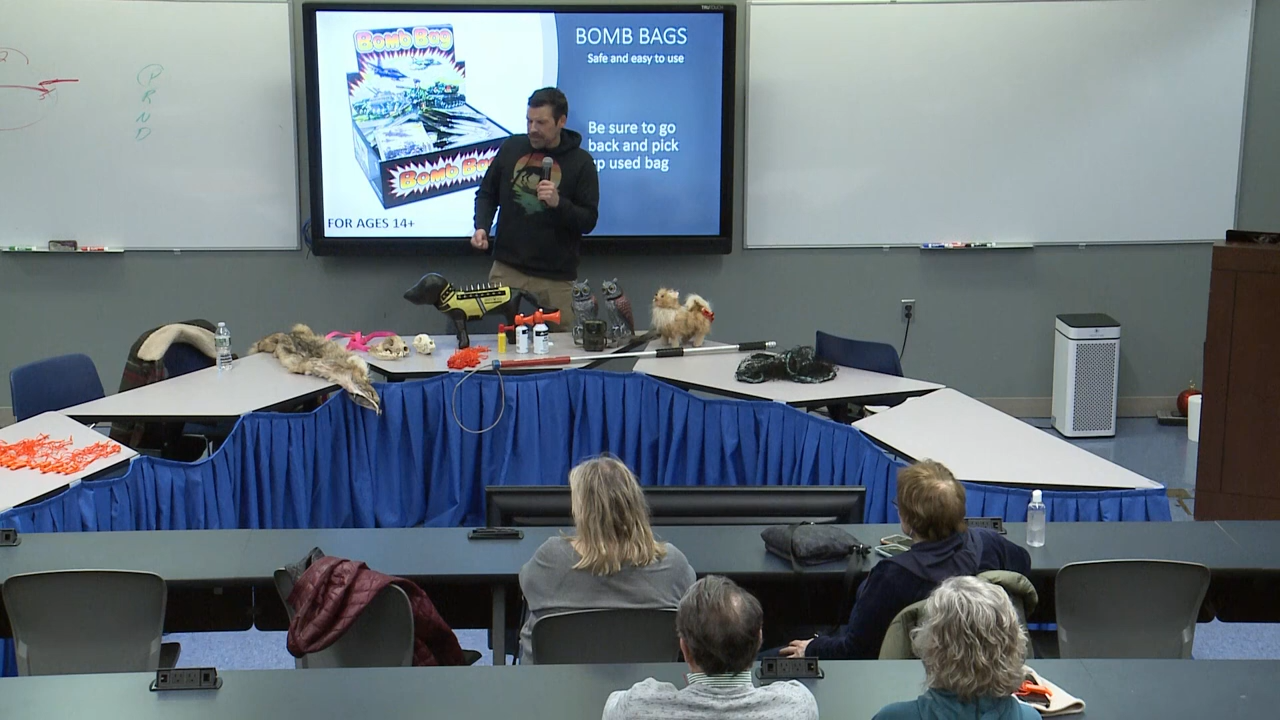 Bomb Bag
Bomb Ba
FOR AGES 14+
BOMB BAGS
Safe and easy to use
Be sure to go
back and pick
up used bag
P
R
N
D